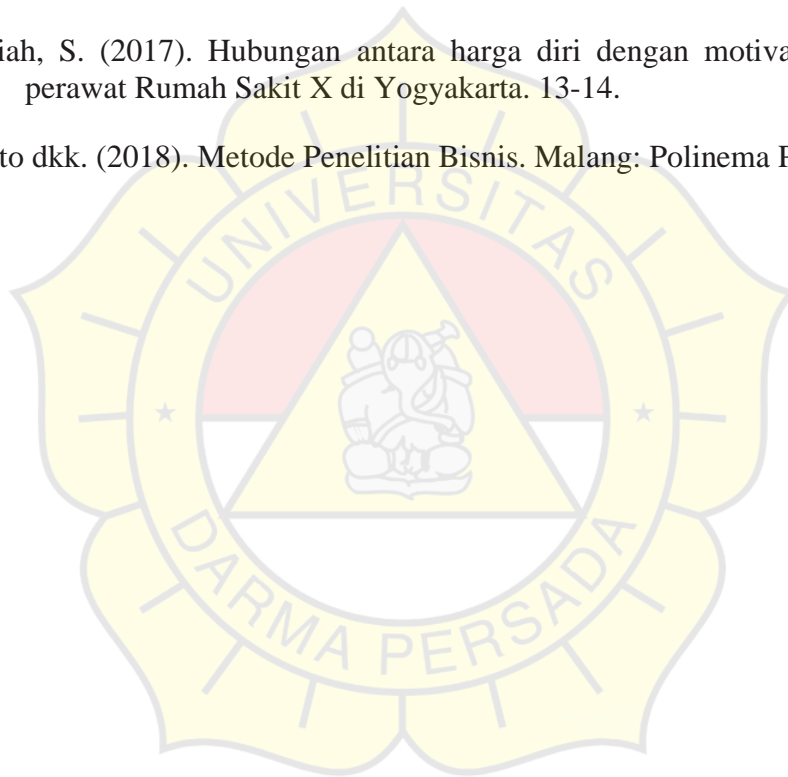 iah, S. (2017). Hubungan antara harga diri dengan motiva
perawat Rumah Sakit X di Yogyakarta. 13-14.
to dkk. (2018). Metode Penelitian Bisnis. Malang: Polinema
UNIVERSITAS
DARMA PERSADA